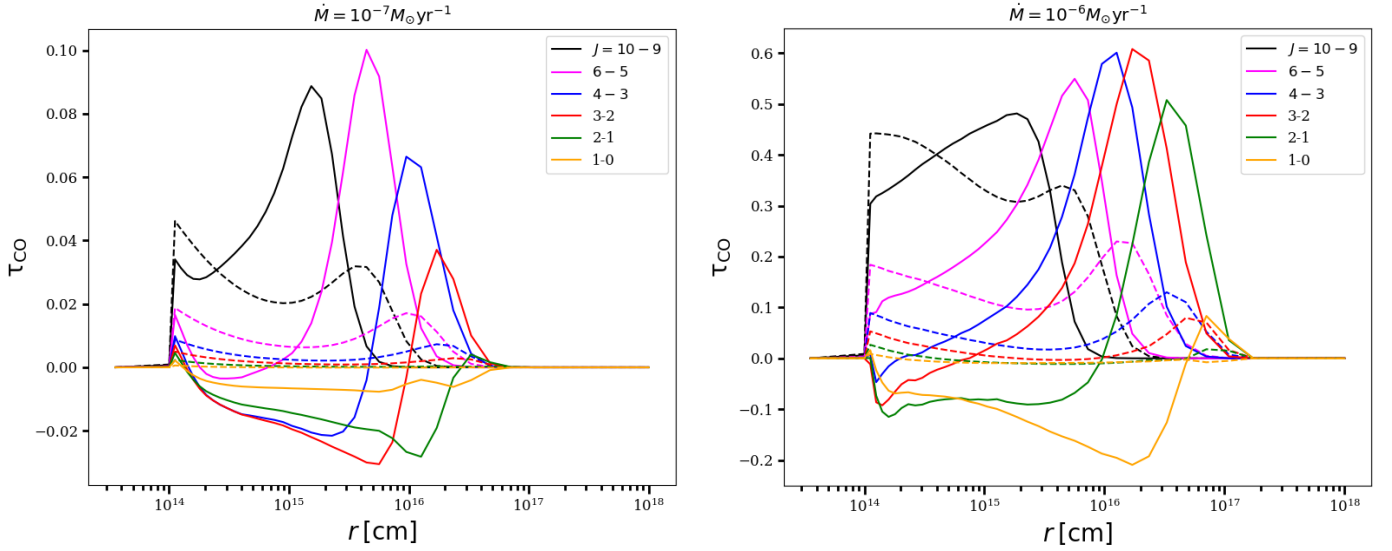 Ṁ = 10⁻⁷M☉yr⁻¹
τCO
0.10
0.08
0.06
0.04
0.02
0.00
−0.02
J = 10 − 9
6 − 5
4 − 3
3-2
2-1
1-0
10¹⁴
10¹⁵
10¹⁶
10¹⁷
10¹⁸
r [cm]
Ṁ = 10⁻⁶M☉yr⁻¹
τCO
0.6
0.5
0.4
0.3
0.2
0.1
0.0
−0.1
−0.2
J = 10 − 9
6 − 5
4 − 3
3-2
2-1
1-0
10¹⁴
10¹⁵
10¹⁶
10¹⁷
10¹⁸
r [cm]